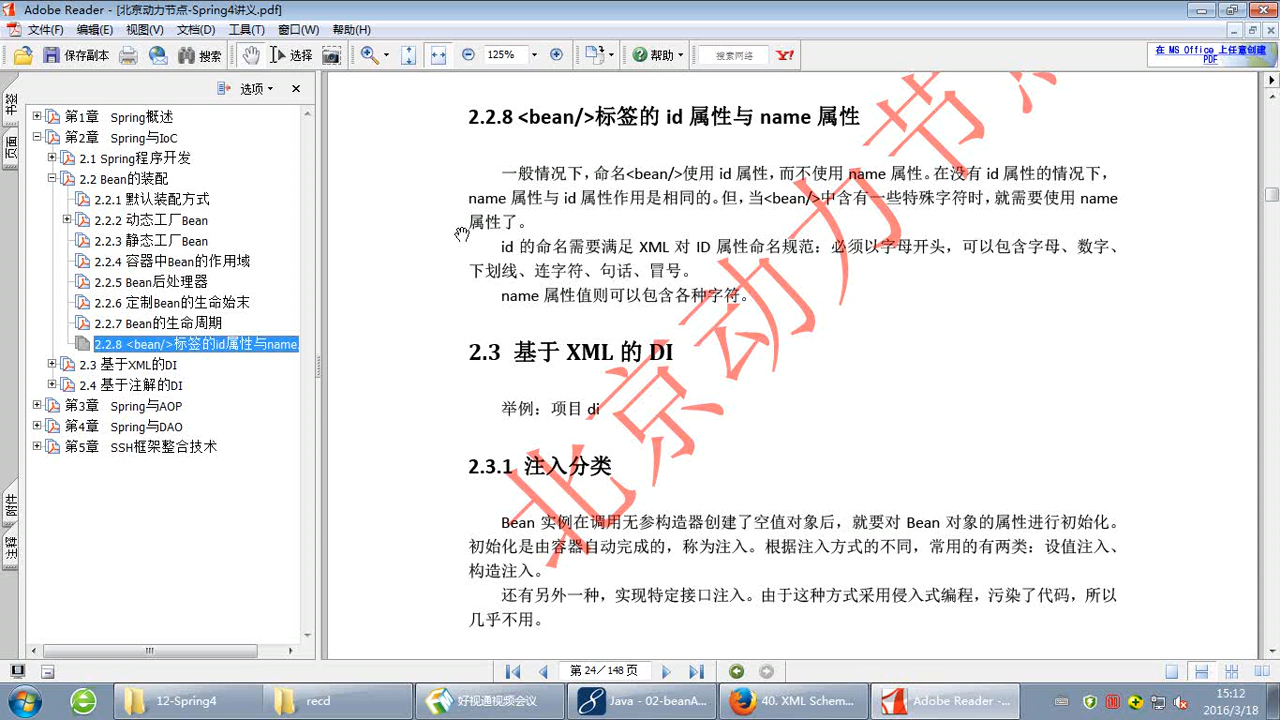 Adobe Reader - [北京动力节点-Spring4讲义.pdf]
文件(F) 编辑(E) 视图(V) 文档(D) 工具(T) 窗口(W) 帮助(H)
保存副本 搜索 选择 125% 帮助 搜索网络 Y!
在 MS Office 上任意创建 PDF
书签
页面
附件
注释
选项
第1章 Spring概述
第2章 Spring与IoC
2.1 Spring程序开发
2.2 Bean的装配
2.2.1 默认装配方式
2.2.2 动态工厂Bean
2.2.3 静态工厂Bean
2.2.4 容器中Bean的作用域
2.2.5 Bean后处理器
2.2.6 定制Bean的生命始末
2.2.7 Bean的生命周期
2.2.8 <bean/>标签的id属性与name
2.3 基于XML的DI
2.4 基于注解的DI
第3章 Spring与AOP
第4章 Spring与DAO
第5章 SSH框架整合技术
2.2.8 <bean/>标签的 id 属性与 name 属性
一般情况下，命名<bean/>使用 id 属性，而不使用 name 属性。在没有 id 属性的情况下，
name 属性与 id 属性作用是相同的。但，当<bean/>中含有一些特殊字符时，就需要使用 name
属性了。
id 的命名需要满足 XML 对 ID 属性命名规范：必须以字母开头，可以包含字母、数字、
下划线、连字符、句话、冒号。
name 属性值则可以包含各种字符。
2.3 基于 XML 的 DI
举例：项目 di
2.3.1 注入分类
Bean 实例在调用无参构造器创建了空值对象后，就要对 Bean 对象的属性进行初始化。
初始化是由容器自动完成的，称为注入。根据注入方式的不同，常用的有两类：设值注入、
构造注入。
还有另外一种，实现特定接口注入。由于这种方式采用侵入式编程，污染了代码，所以
几乎不用。
北京动力节点
第 24/148 页
12-Spring4 recd 好视通视频会议 Java - 02-beanA... 40. XML Schem... Adobe Reader -...
15:12
2016/3/18